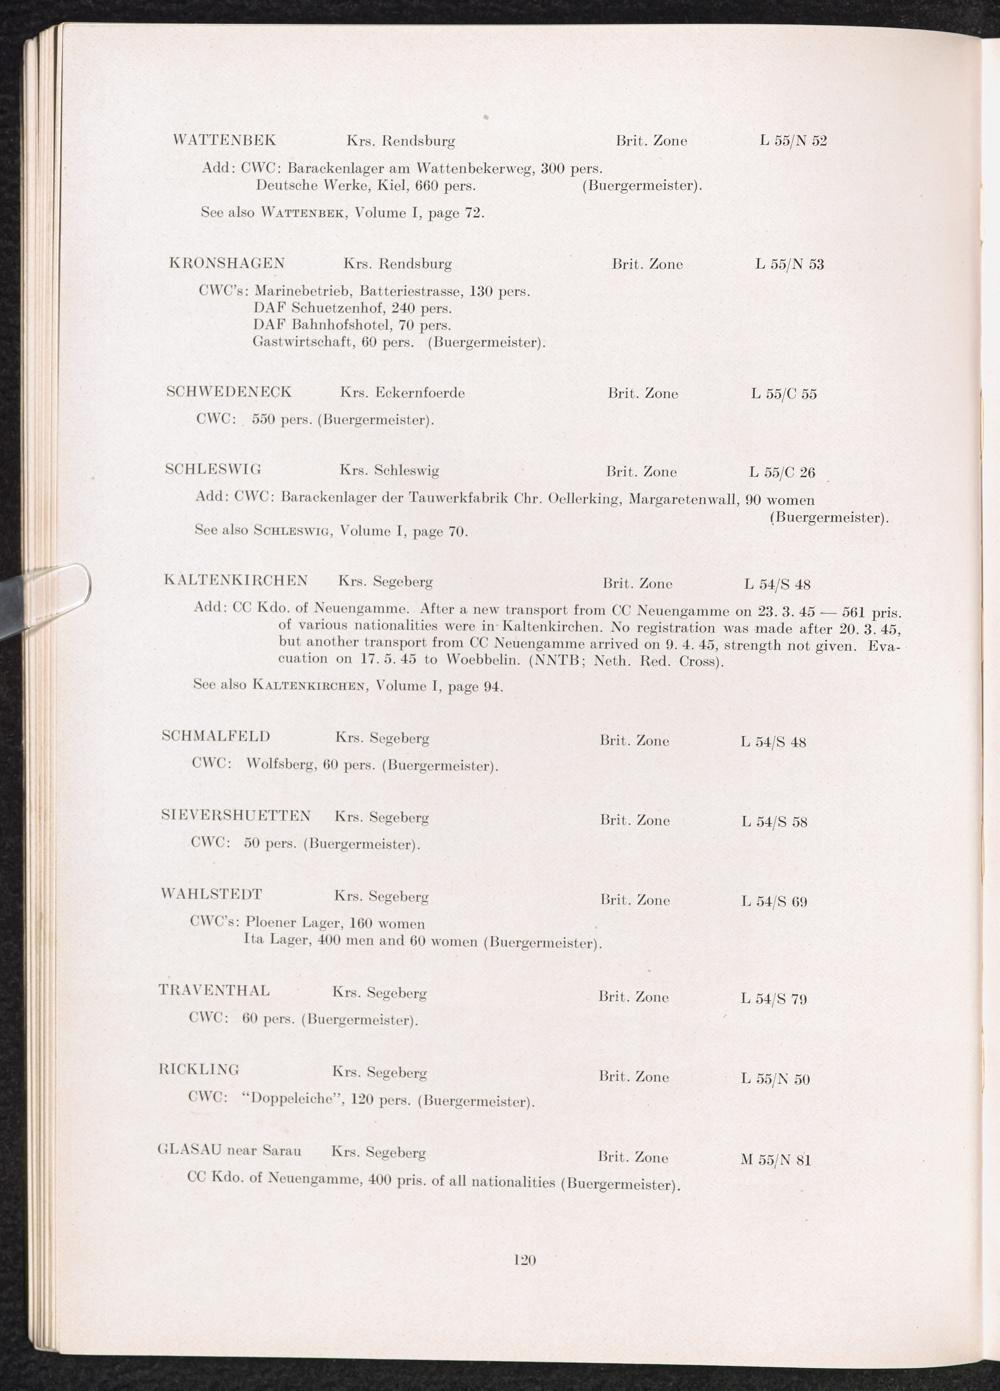 WATTENBEK Krs. Rendsburg Brit. Zone L 55/N 52
Add: CWC: Barackenlager am Wattenbekerweg, 300 pers.
Deutsche Werke, Kiel, 660 pers. (Buergermeister).
See also WATTENBEK, Volume I, page 72.
KRONSHAGEN Krs. Rendsburg Brit. Zone L 55/N 53
CWC's: Marinebetrieb, Batteriestrasse, 130 pers.
DAF Schuetzenhof, 240 pers.
DAF Bahnhofshotel, 70 pers.
Gastwirtschaft, 60 pers. (Buergermeister).
SCHWEDENECK Krs. Eckernfoerde Brit. Zone L 55/C 55
CWC: 550 pers. (Buergermeister).
SCHLESWIG Krs. Schleswig Brit. Zone L 55/C 26
Add: CWC: Barackenlager der Tauwerkfabrik Chr. Oellerking, Margaretenwall, 90 women
(Buergermeister).
See also SCHLESWIG, Volume I, page 70.
KALTENKIRCHEN Krs. Segeberg Brit. Zone L 54/S 48
Add: CC Kdo. of Neuengamme. After a new transport from CC Neuengamme on 23. 3. 45 — 561 pris.
of various nationalities were in Kaltenkirchen. No registration was made after 20. 3. 45,
but another transport from CC Neuengamme arrived on 9. 4. 45, strength not given. Eva-
cuation on 17. 5. 45 to Woebbelin. (NNTB; Neth. Red. Cross).
See also KALTENKIRCHEN, Volume I, page 94.
SCHMALFELD Krs. Segeberg Brit. Zone L 54/S 48
CWC: Wolfsberg, 60 pers. (Buergermeister).
SIEVERSHUETTEN Krs. Segeberg Brit. Zone L 54/S 58
CWC: 50 pers. (Buergermeister).
WAHLSTEDT Krs. Segeberg Brit. Zone L 54/S 69
CWC's: Ploener Lager, 160 women
Ita Lager, 400 men and 60 women (Buergermeister).
TRAVENTHAL Krs. Segeberg Brit. Zone L 54/S 79
CWC: 60 pers. (Buergermeister).
RICKLING Krs. Segeberg Brit. Zone L 55/N 50
CWC: “Doppeleiche”, 120 pers. (Buergermeister).
GLASAU near Sarau Krs. Segeberg Brit. Zone M 55/N 81
CC Kdo. of Neuengamme, 400 pris. of all nationalities (Buergermeister).
120